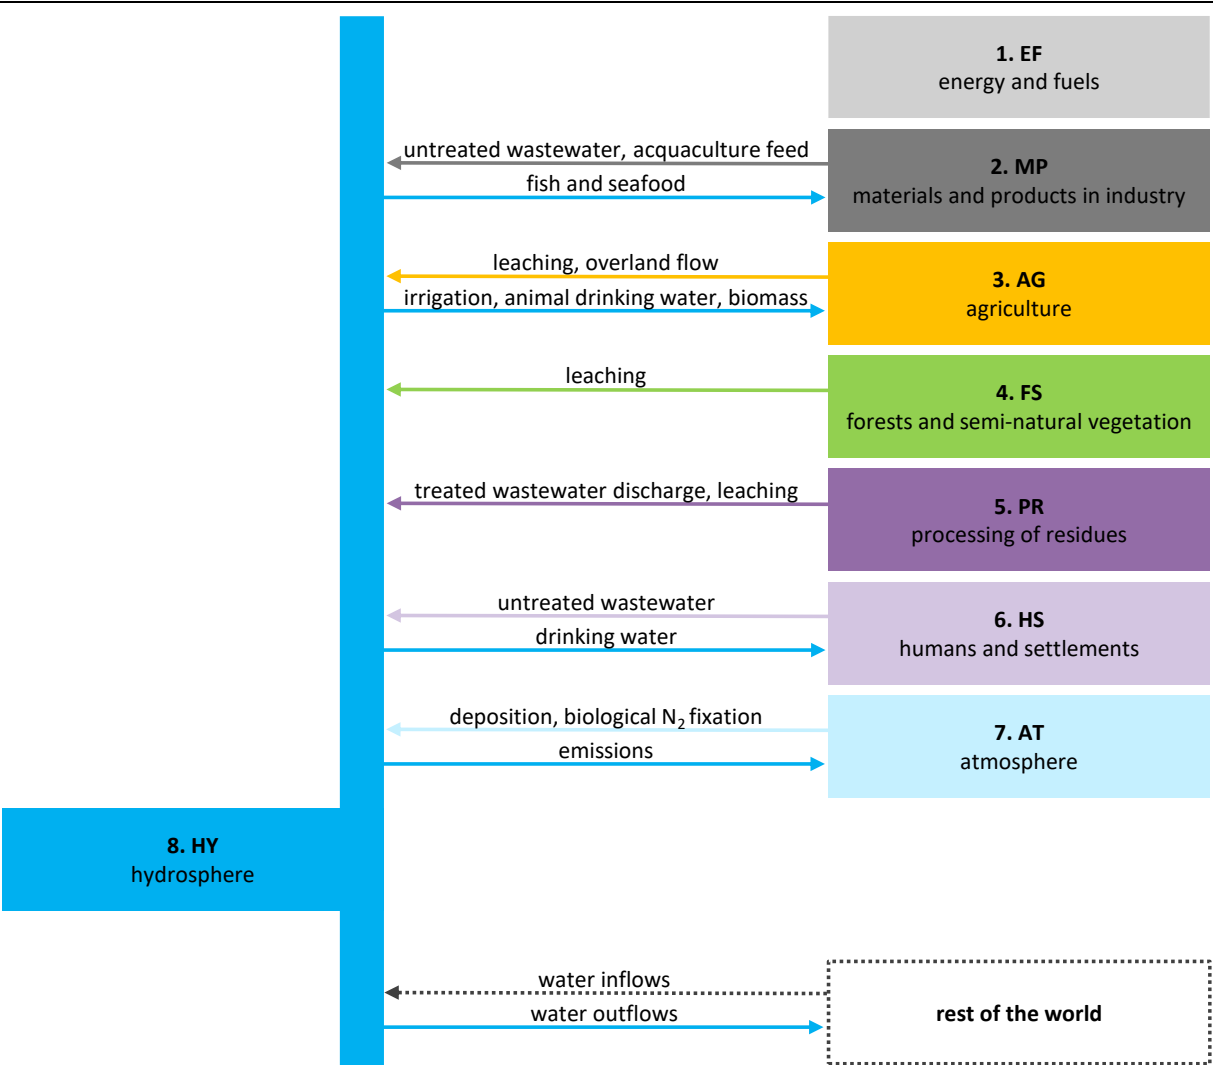 1. EF
energy and fuels
untreated wastewater, acquaculture feed
fish and seafood
2. MP
materials and products in industry
leaching, overland flow
irrigation, animal drinking water, biomass
3. AG
agriculture
leaching
4. FS
forests and semi-natural vegetation
treated wastewater discharge, leaching
5. PR
processing of residues
untreated wastewater
drinking water
6. HS
humans and settlements
deposition, biological N₂ fixation
emissions
7. AT
atmosphere
8. HY
hydrosphere
water inflows
water outflows
rest of the world